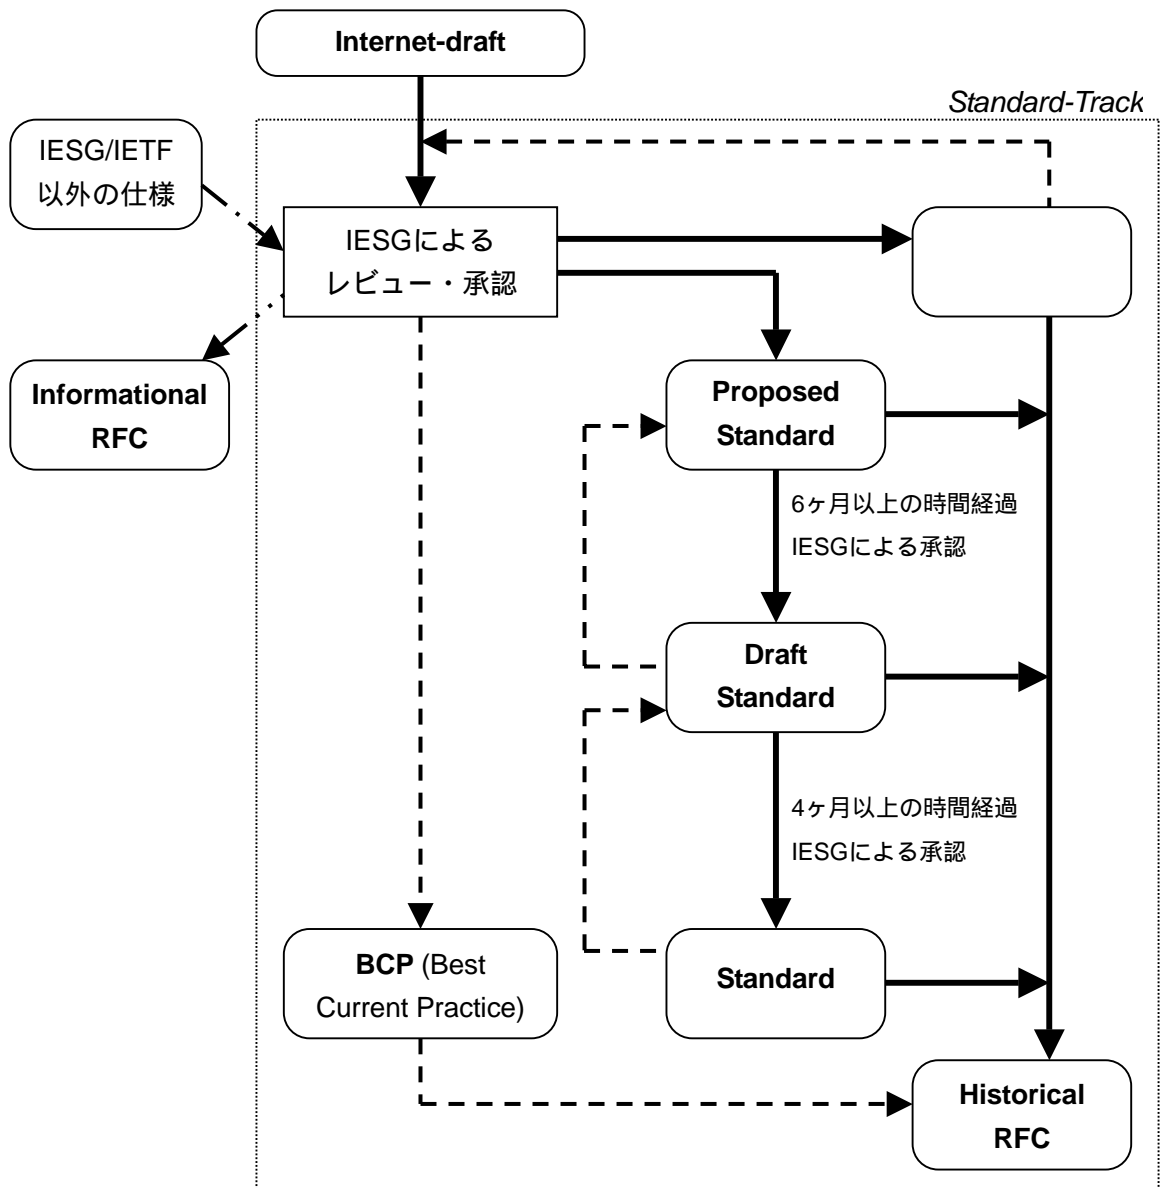 Internet-draft
Standard-Track
IESG/IETF
以外の仕様
IESGによる
レビュー・承認
Informational
RFC
Proposed
Standard
6ヶ月以上の時間経過
IESGによる承認
Draft
Standard
4ヶ月以上の時間経過
IESGによる承認
BCP (Best
Current Practice)
Standard
Historical
RFC